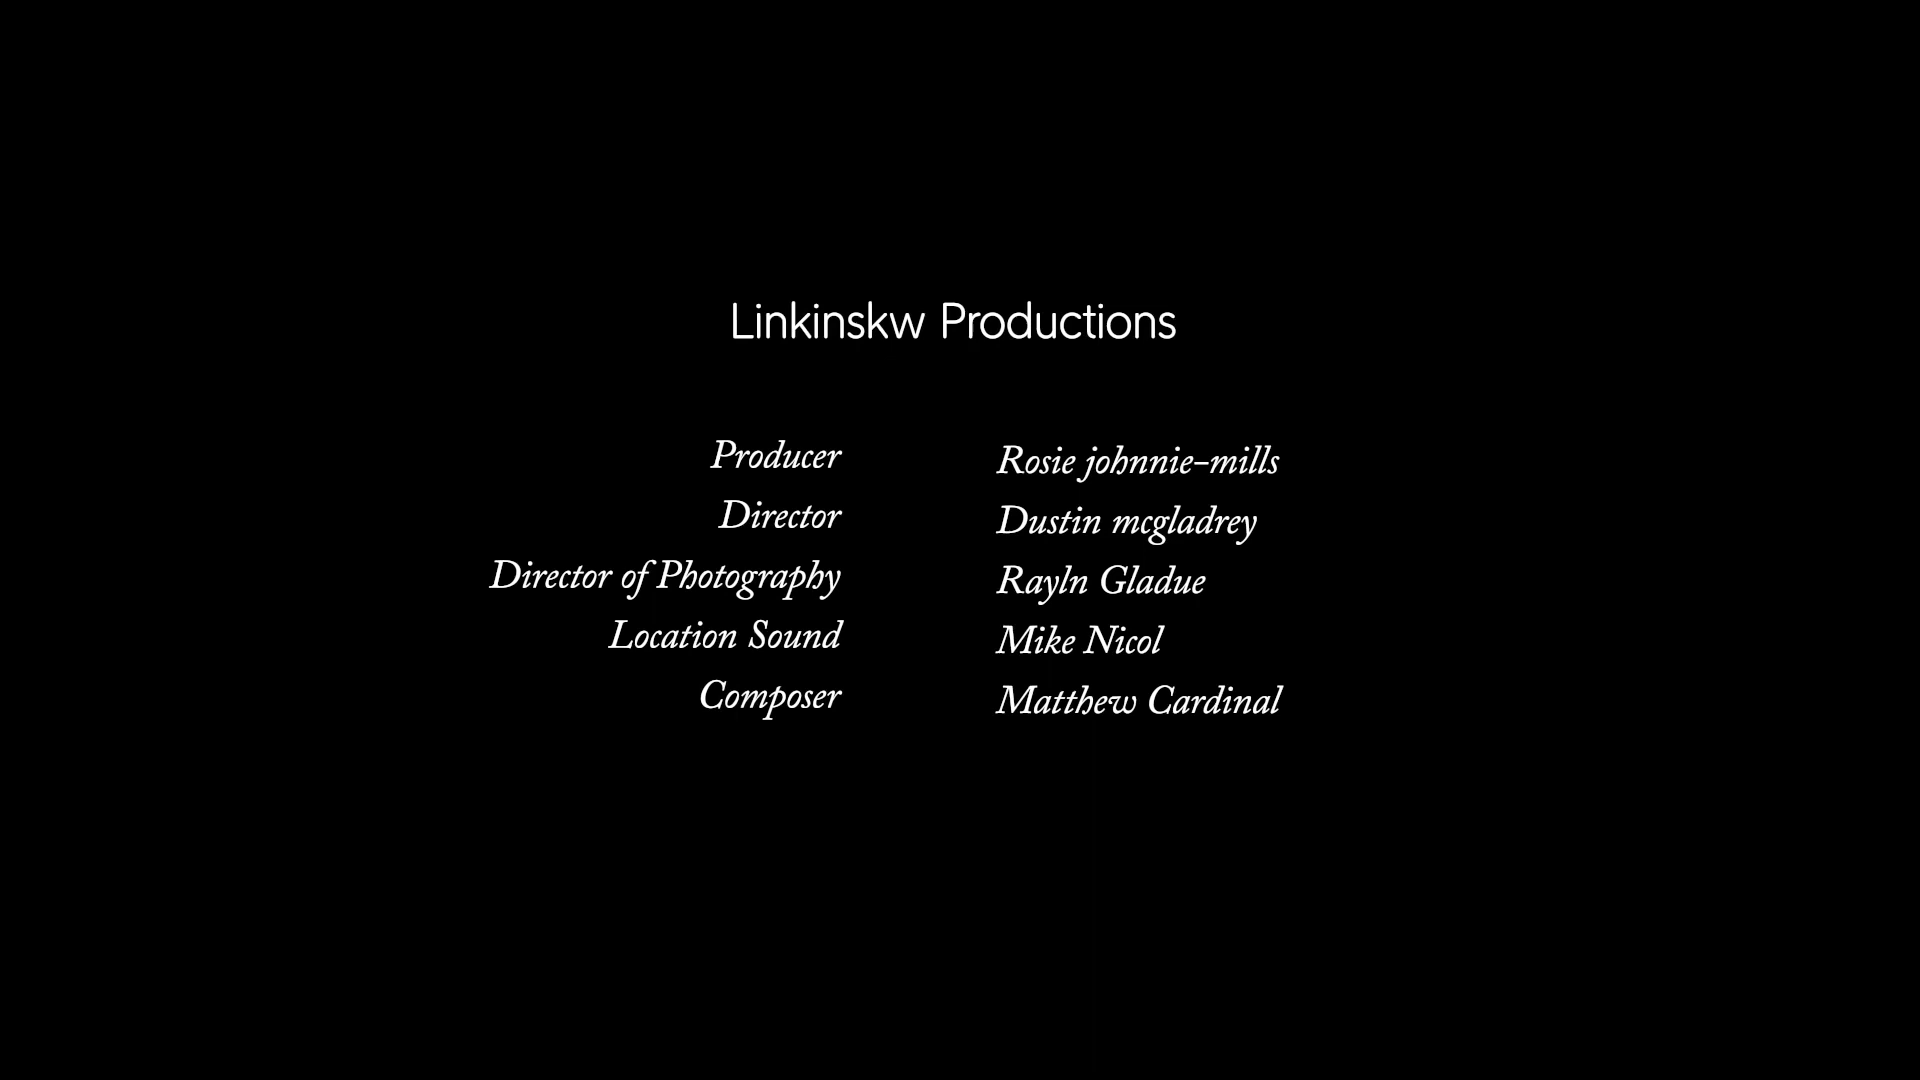 Linkinskw Productions
Producer Rosie johnnie-mills
Director Dustin mcgladrey
Director of Photography Rayln Gladue
Location Sound Mike Nicol
Composer Matthew Cardinal